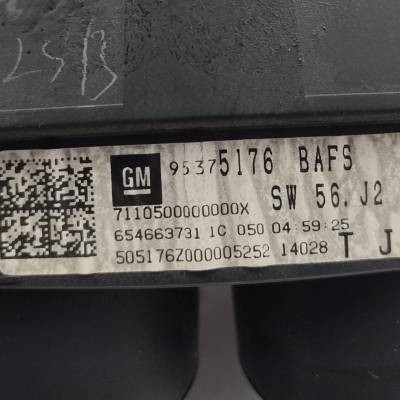 GM 95375176 BAFS
SW 56.J2
7110500000000X
654663731 1C 050 04:59:25
505176Z000005252 14028 T J